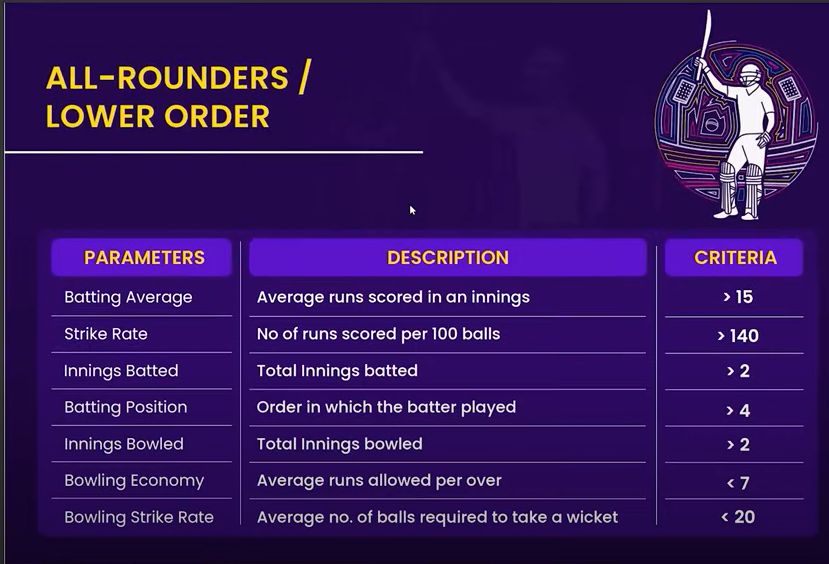 ALL-ROUNDERS /
LOWER ORDER
PARAMETERS DESCRIPTION CRITERIA
Batting Average Average runs scored in an innings > 15
Strike Rate No of runs scored per 100 balls > 140
Innings Batted Total Innings batted > 2
Batting Position Order in which the batter played > 4
Innings Bowled Total Innings bowled > 2
Bowling Economy Average runs allowed per over < 7
Bowling Strike Rate Average no. of balls required to take a wicket < 20